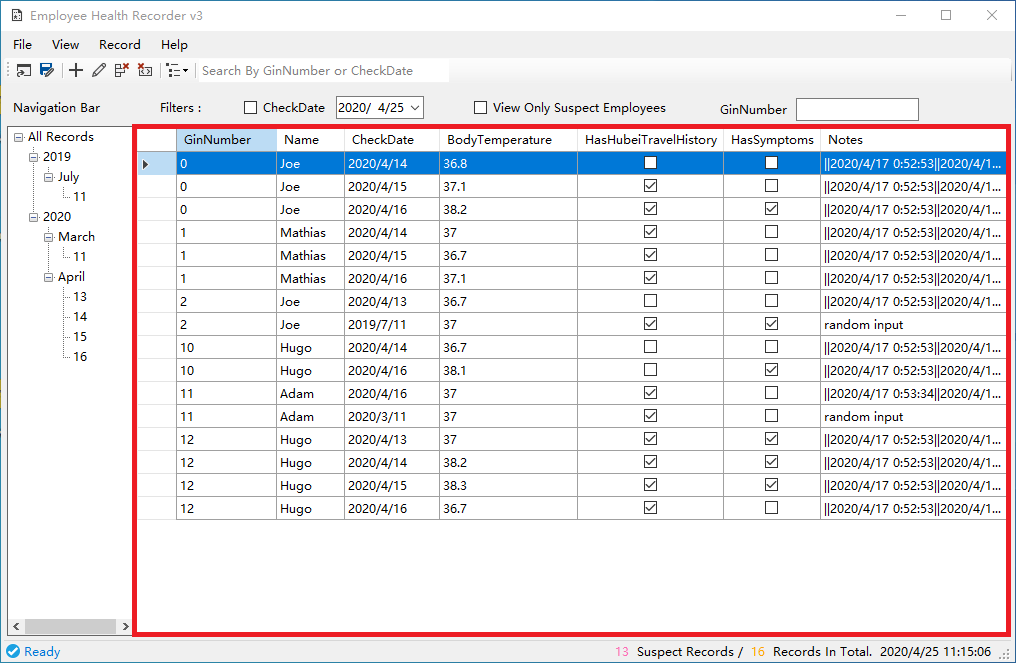 Employee Health Recorder v3
File View Record Help
Search By GinNumber or CheckDate
Navigation Bar Filters : CheckDate 2020/ 4/25 View Only Suspect Employees GinNumber
All Records
2019
July
11
2020
March
11
April
13
14
15
16
GinNumber Name CheckDate BodyTemperature HasHubeiTravelHistory HasSymptoms Notes
0 Joe 2020/4/14 36.8 ||2020/4/17 0:52:53||2020/4/1...
0 Joe 2020/4/15 37.1 ||2020/4/17 0:52:53||2020/4/1...
0 Joe 2020/4/16 38.2 ||2020/4/17 0:52:53||2020/4/1...
1 Mathias 2020/4/14 37 ||2020/4/17 0:52:53||2020/4/1...
1 Mathias 2020/4/15 36.7 ||2020/4/17 0:52:53||2020/4/1...
1 Mathias 2020/4/16 37.1 ||2020/4/17 0:52:53||2020/4/1...
2 Joe 2020/4/13 36.7 ||2020/4/17 0:52:53||2020/4/1...
2 Joe 2019/7/11 37 random input
10 Hugo 2020/4/14 36.7 ||2020/4/17 0:52:53||2020/4/1...
10 Hugo 2020/4/16 38.1 ||2020/4/17 0:52:53||2020/4/1...
11 Adam 2020/4/16 37 ||2020/4/17 0:53:34||2020/4/1...
11 Adam 2020/3/11 37 random input
12 Hugo 2020/4/13 37 ||2020/4/17 0:52:53||2020/4/1...
12 Hugo 2020/4/14 38.2 ||2020/4/17 0:52:53||2020/4/1...
12 Hugo 2020/4/15 38.3 ||2020/4/17 0:52:53||2020/4/1...
12 Hugo 2020/4/16 36.7 ||2020/4/17 0:52:53||2020/4/1...
Ready 13 Suspect Records / 16 Records In Total. 2020/4/25 11:15:06